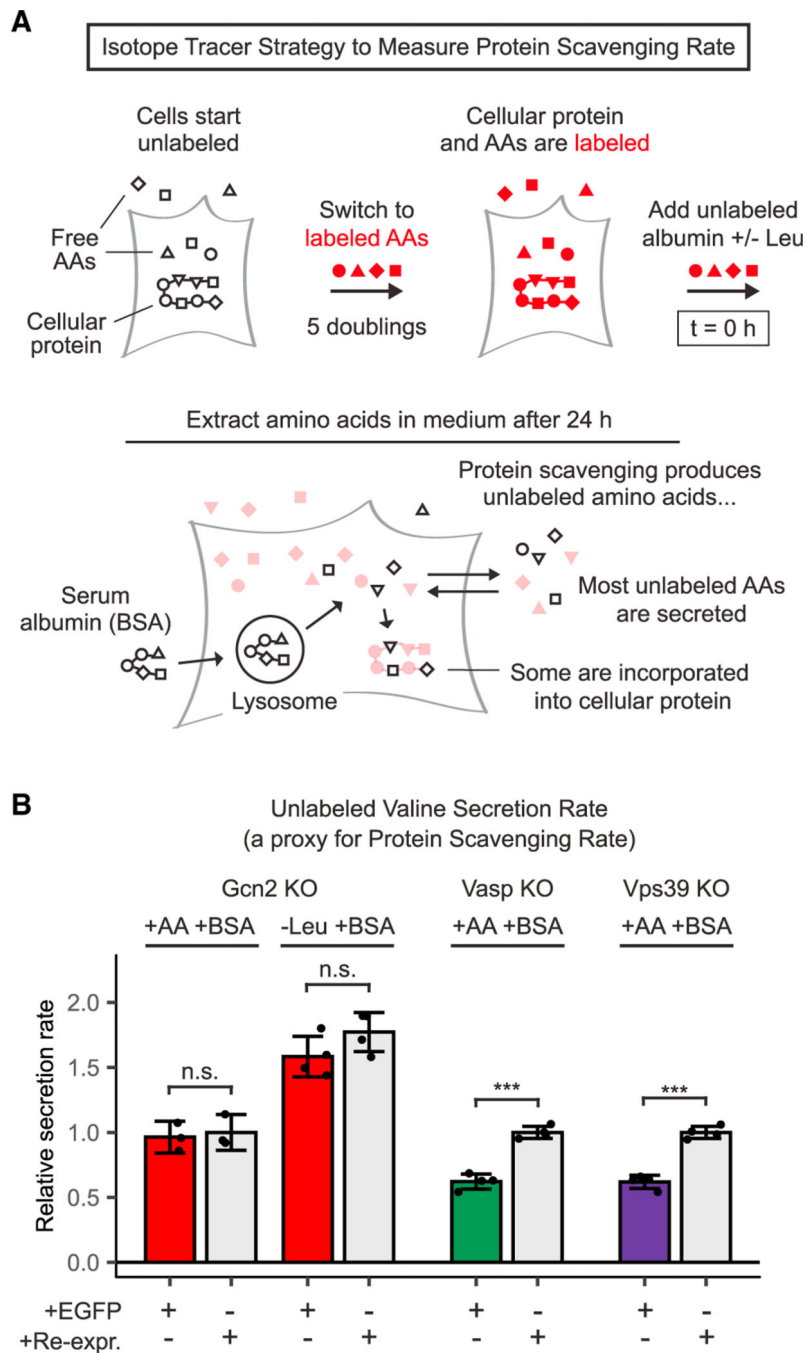 A
Isotope Tracer Strategy to Measure Protein Scavenging Rate
Cells start
unlabeled
Cellular protein
and AAs are labeled
Free
AAs
Cellular
protein
Switch to
labeled AAs
5 doublings
Add unlabeled
albumin +/- Leu
t = 0 h
Extract amino acids in medium after 24 h
Protein scavenging produces
unlabeled amino acids...
Serum
albumin (BSA)
Lysosome
Most unlabeled AAs
are secreted
Some are incorporated
into cellular protein
B
Unlabeled Valine Secretion Rate
(a proxy for Protein Scavenging Rate)
Gcn2 KO Vasp KO Vps39 KO
+AA +BSA -Leu +BSA +AA +BSA +AA +BSA
Relative secretion rate
2.0
1.5
1.0
0.5
0.0
n.s. n.s. *** ***
+EGFP + - + - + - + -
+Re-expr. - + - + - + - +